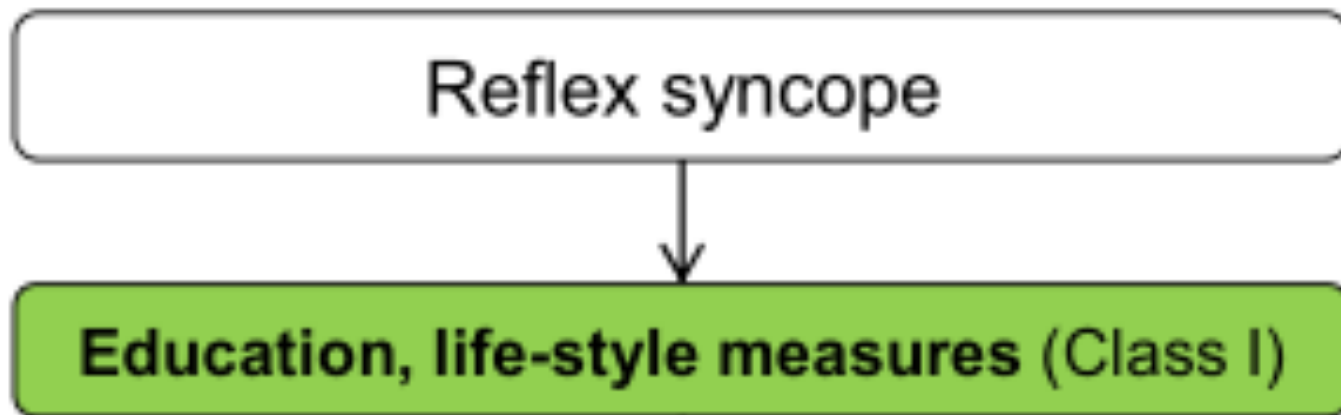 Reflex syncope
Education, life-style measures (Class I)